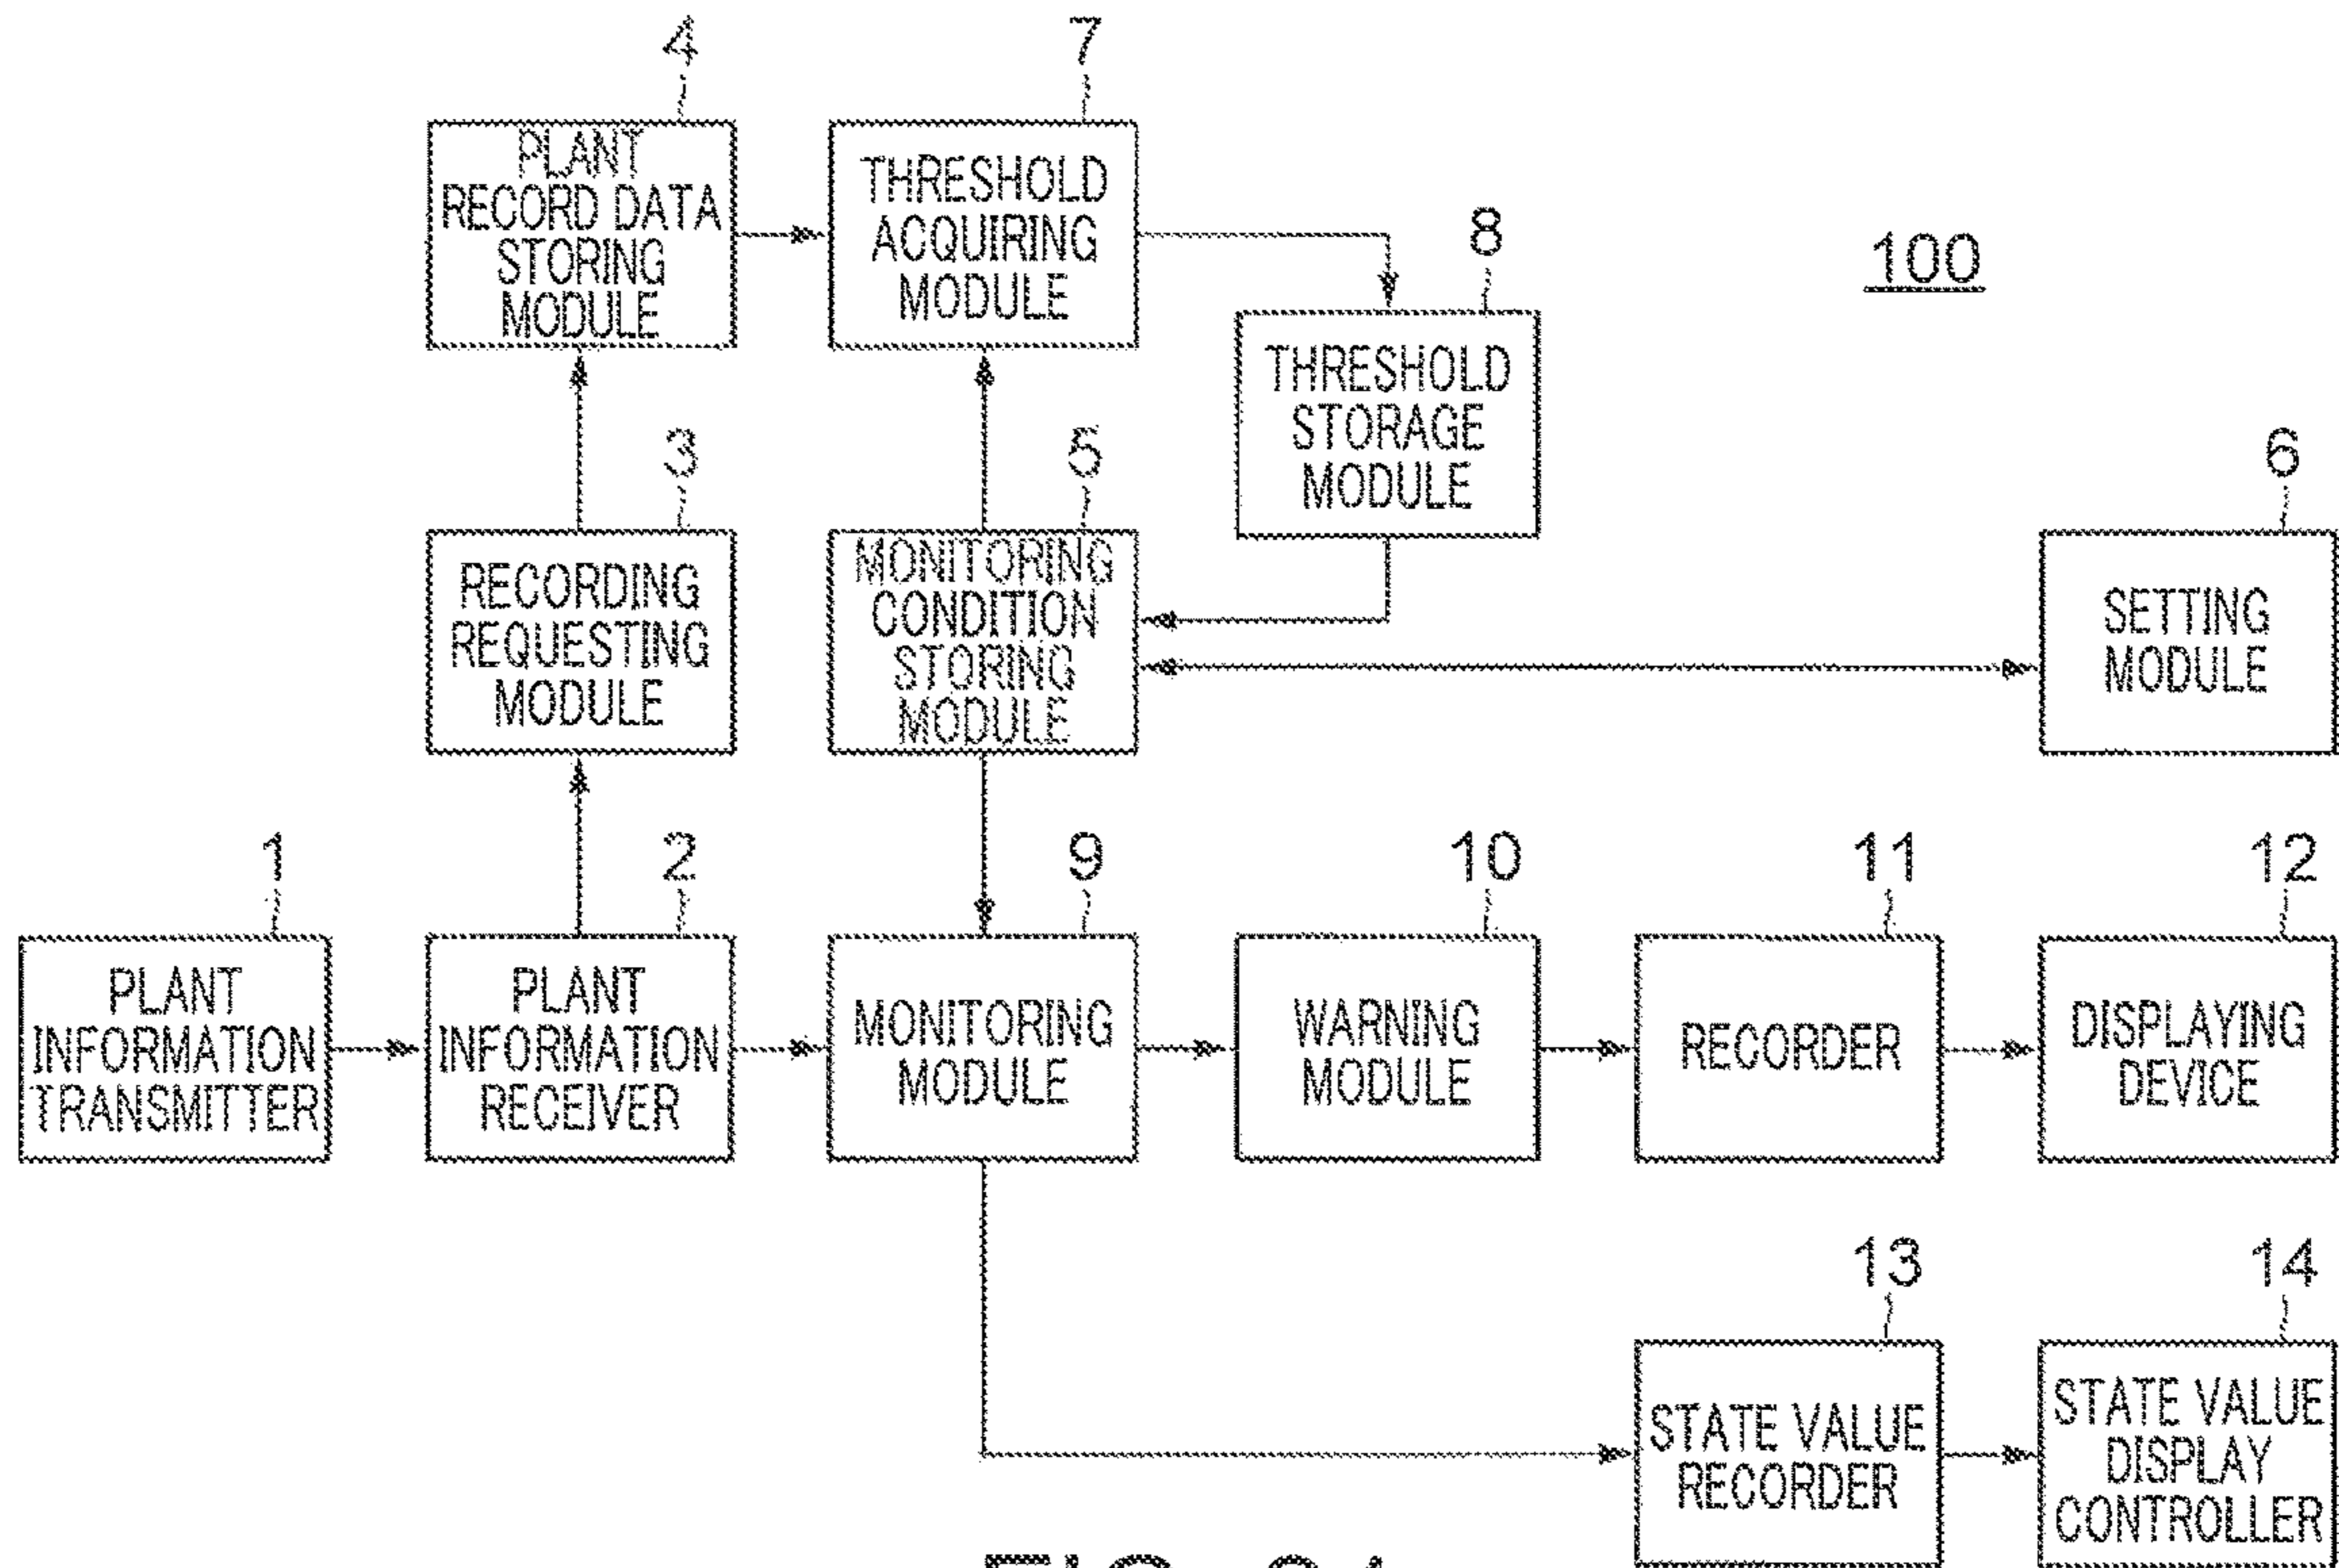 4
7
PLANT
RECORD DATA
STORING
MODULE
THRESHOLD
ACQUIRING
MODULE
8
100
THRESHOLD
STORAGE
MODULE
3
5
6
RECORDING
REQUESTING
MODULE
MONITORING
CONDITION
STORING
MODULE
SETTING
MODULE
1
2
9
10
11
12
PLANT
INFORMATION
TRANSMITTER
PLANT
INFORMATION
RECEIVER
MONITORING
MODULE
WARNING
MODULE
RECORDER
DISPLAYING
DEVICE
13
14
STATE VALUE
RECORDER
STATE VALUE
DISPLAY
CONTROLLER